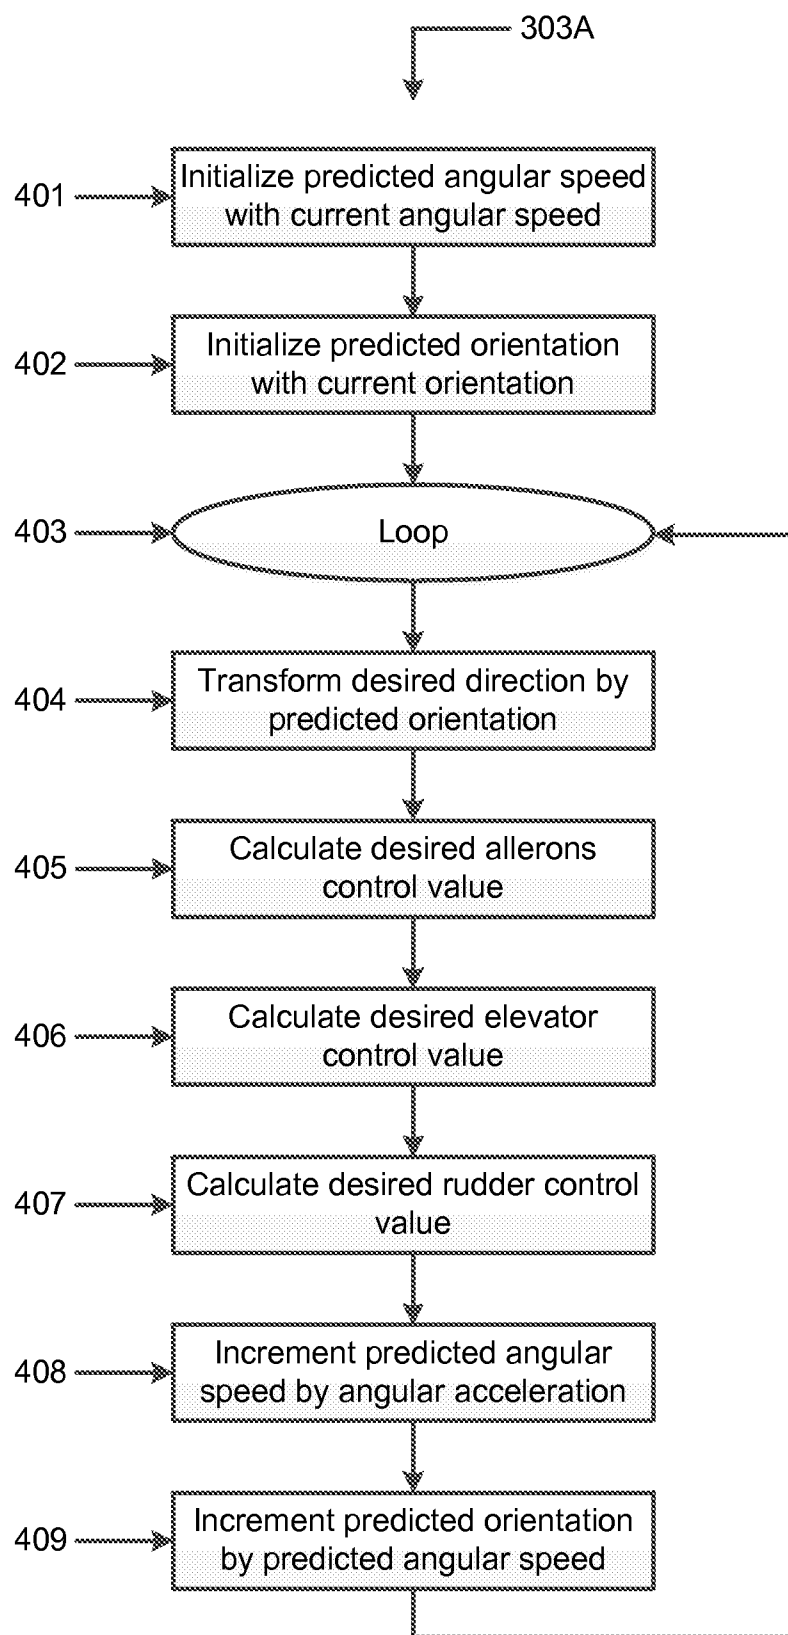 303A
401
Initialize predicted angular speed
with current angular speed
402
Initialize predicted orientation
with current orientation
403
Loop
404
Transform desired direction by
predicted orientation
405
Calculate desired allerons
control value
406
Calculate desired elevator
control value
407
Calculate desired rudder control
value
408
Increment predicted angular
speed by angular acceleration
409
Increment predicted orientation
by predicted angular speed